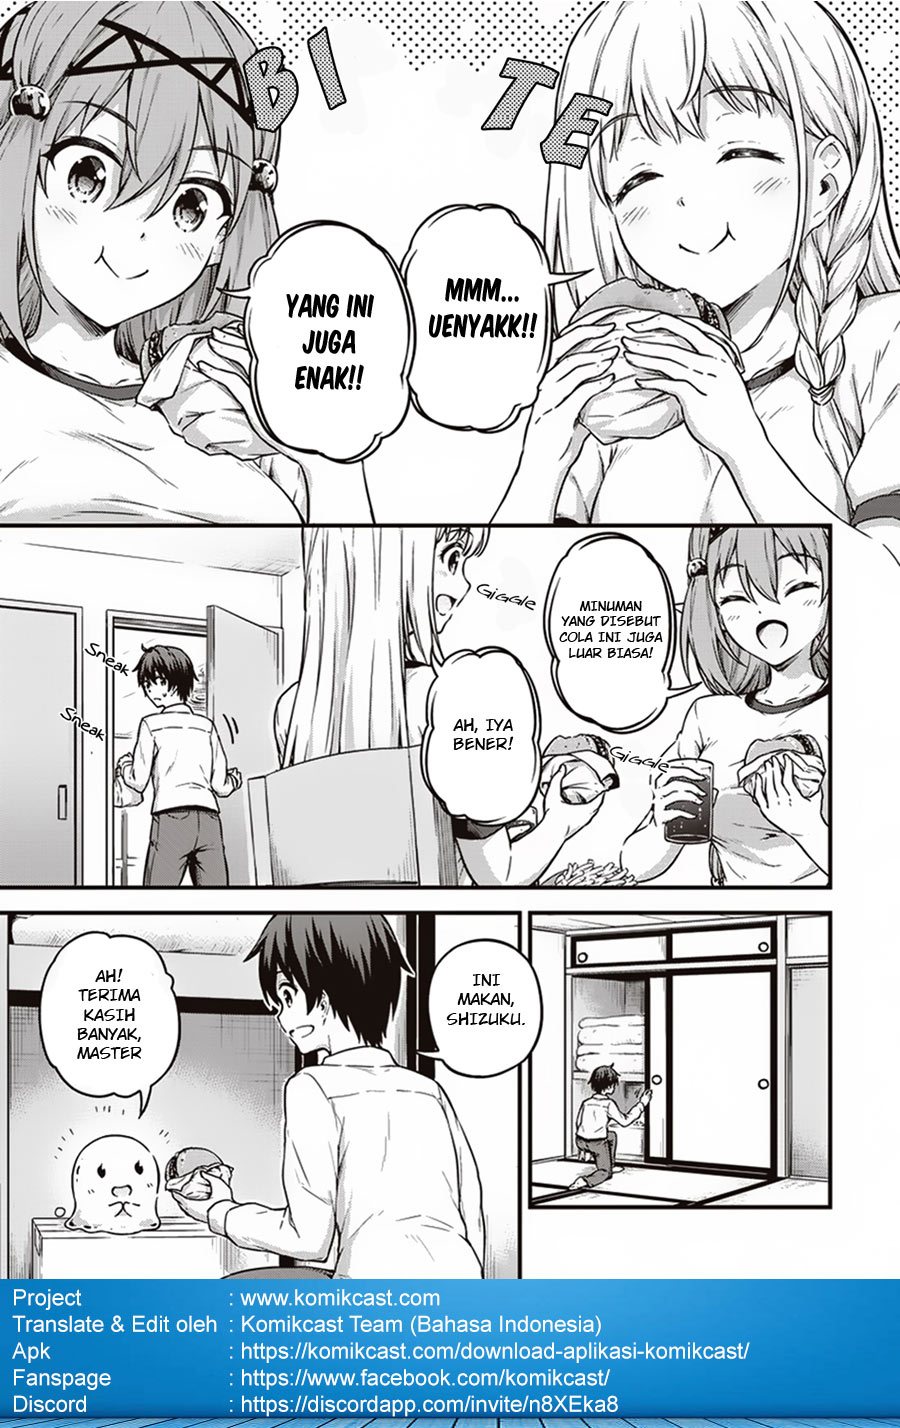 BITE
MMM...
UENYAKK!!
YANG INI
JUGA
ENAK!!
MINUMAN
YANG DISEBUT
COLA INI JUGA
LUAR BIASA!
Giggle
Giggle
AH, IYA
BENER!
Sneak
Sneak
INI
MAKAN,
SHIZUKU.
AH!
TERIMA
KASIH
BANYAK,
MASTER
Project : www.komikcast.com
Translate & Edit oleh : Komikcast Team (Bahasa Indonesia)
Apk : https://komikcast.com/download-aplikasi-komikcast/
Fanspage : https://www.facebook.com/komikcast/
Discord : https://discordapp.com/invite/n8XEka8